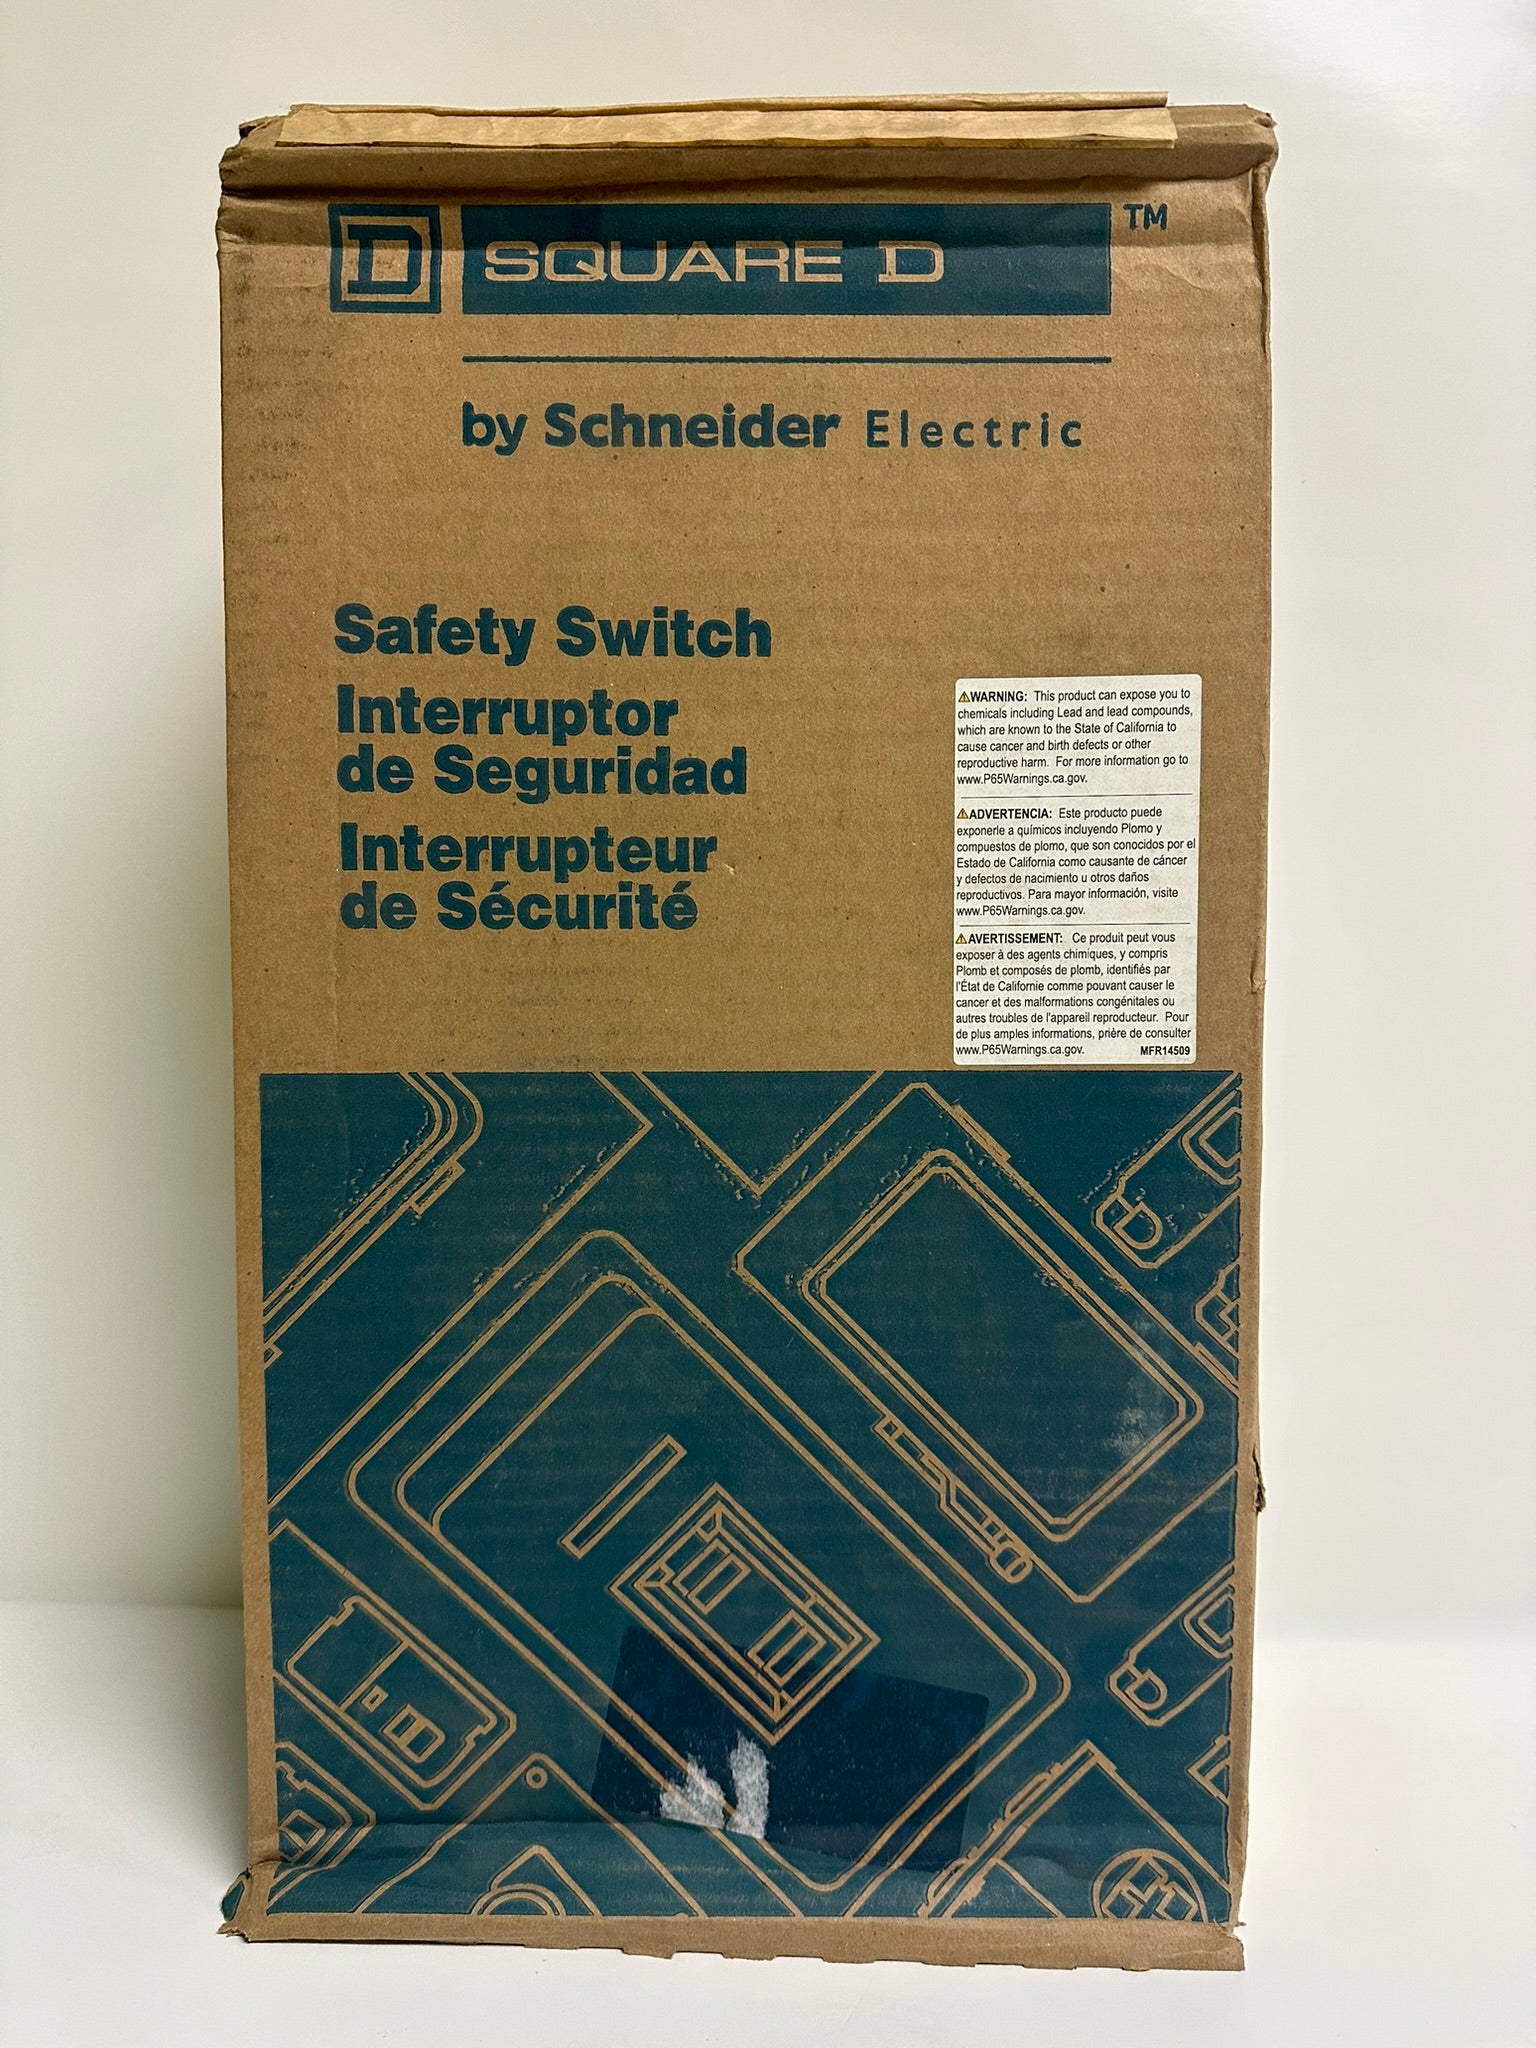 D SQUARE D TM
by Schneider Electric
Safety Switch
Interruptor
de Seguridad
Interrupteur
de Sécurité
⚠WARNING: This product can expose you to
chemicals including Lead and lead compounds,
which are known to the State of California to
cause cancer and birth defects or other
reproductive harm. For more information go to
www.P65Warnings.ca.gov.
⚠ADVERTENCIA: Este producto puede
exponerle a químicos incluyendo Plomo y
compuestos de plomo, que son conocidos por el
Estado de California como causante de cáncer
y defectos de nacimiento u otros daños
reproductivos. Para mayor información, visite
www.P65Warnings.ca.gov.
⚠AVERTISSEMENT: Ce produit peut vous
exposer à des agents chimiques, y compris
Plomb et composés de plomb, identifiés par
l'État de Californie comme pouvant causer le
cancer et des malformations congénitales ou
autres troubles de l'appareil reproducteur. Pour
de plus amples informations, prière de consulter
www.P65Warnings.ca.gov. MFR14509
D
D